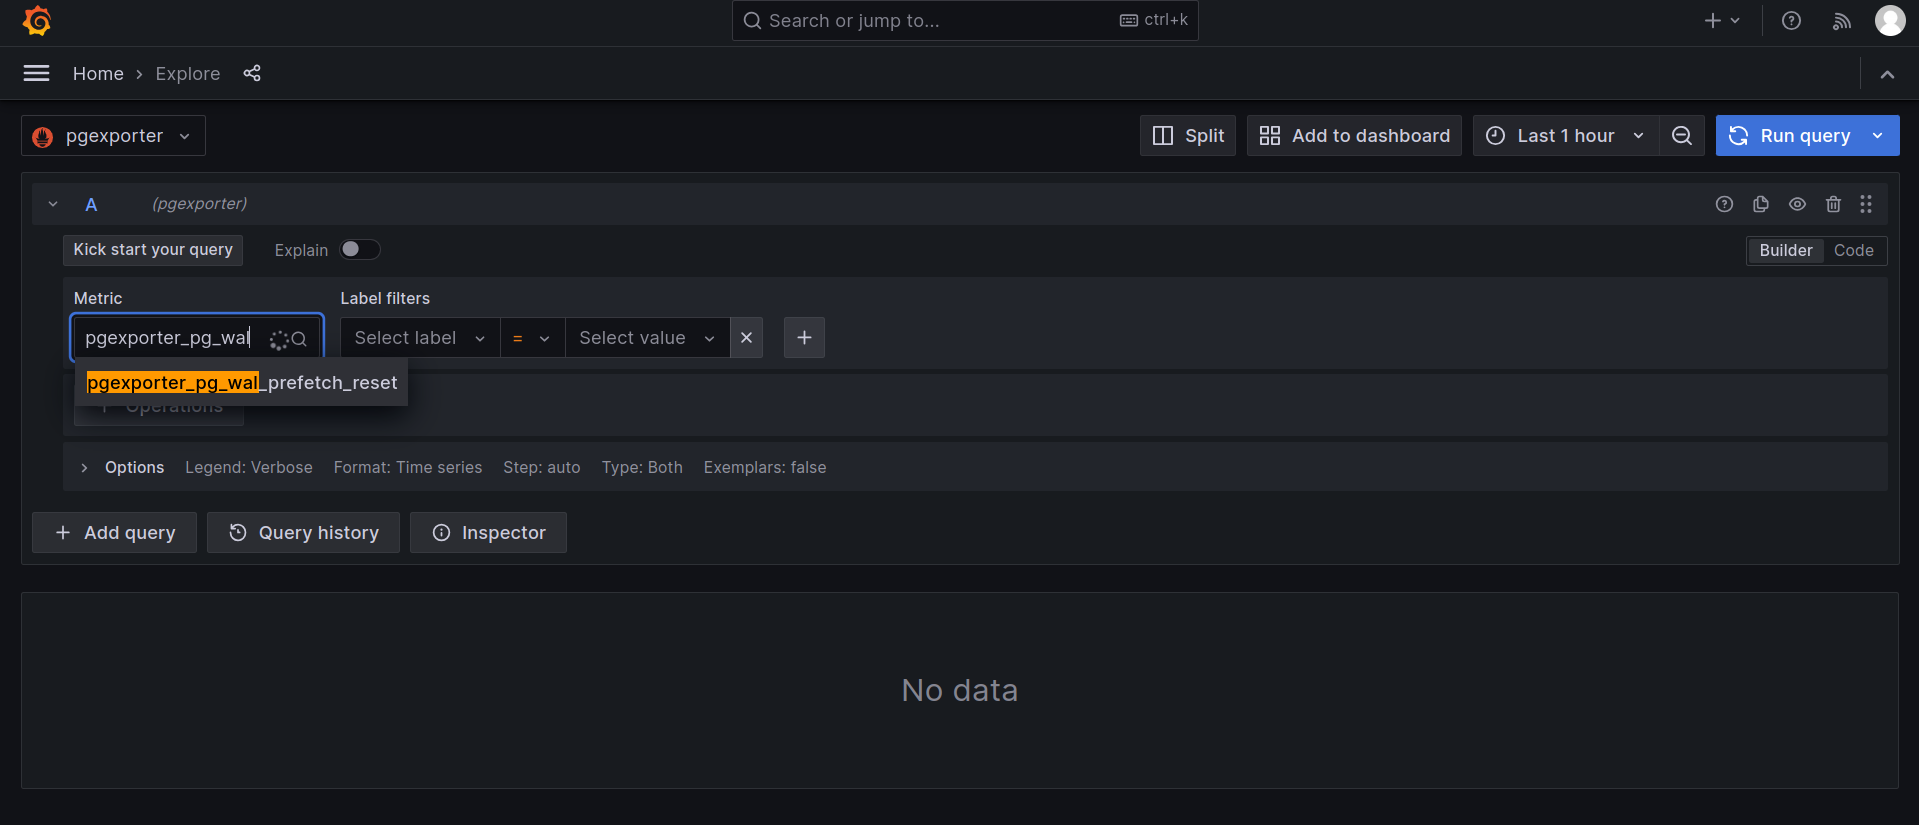 Search or jump to... ctrl+k
Home › Explore
pgexporter Split Add to dashboard Last 1 hour Run query
A (pgexporter)
Kick start your query Explain Builder Code
Metric Label filters
pgexporter_pg_wal Select label = Select value
pgexporter_pg_wal_prefetch_reset
+ Operations
Options Legend: Verbose Format: Time series Step: auto Type: Both Exemplars: false
+ Add query Query history Inspector
No data